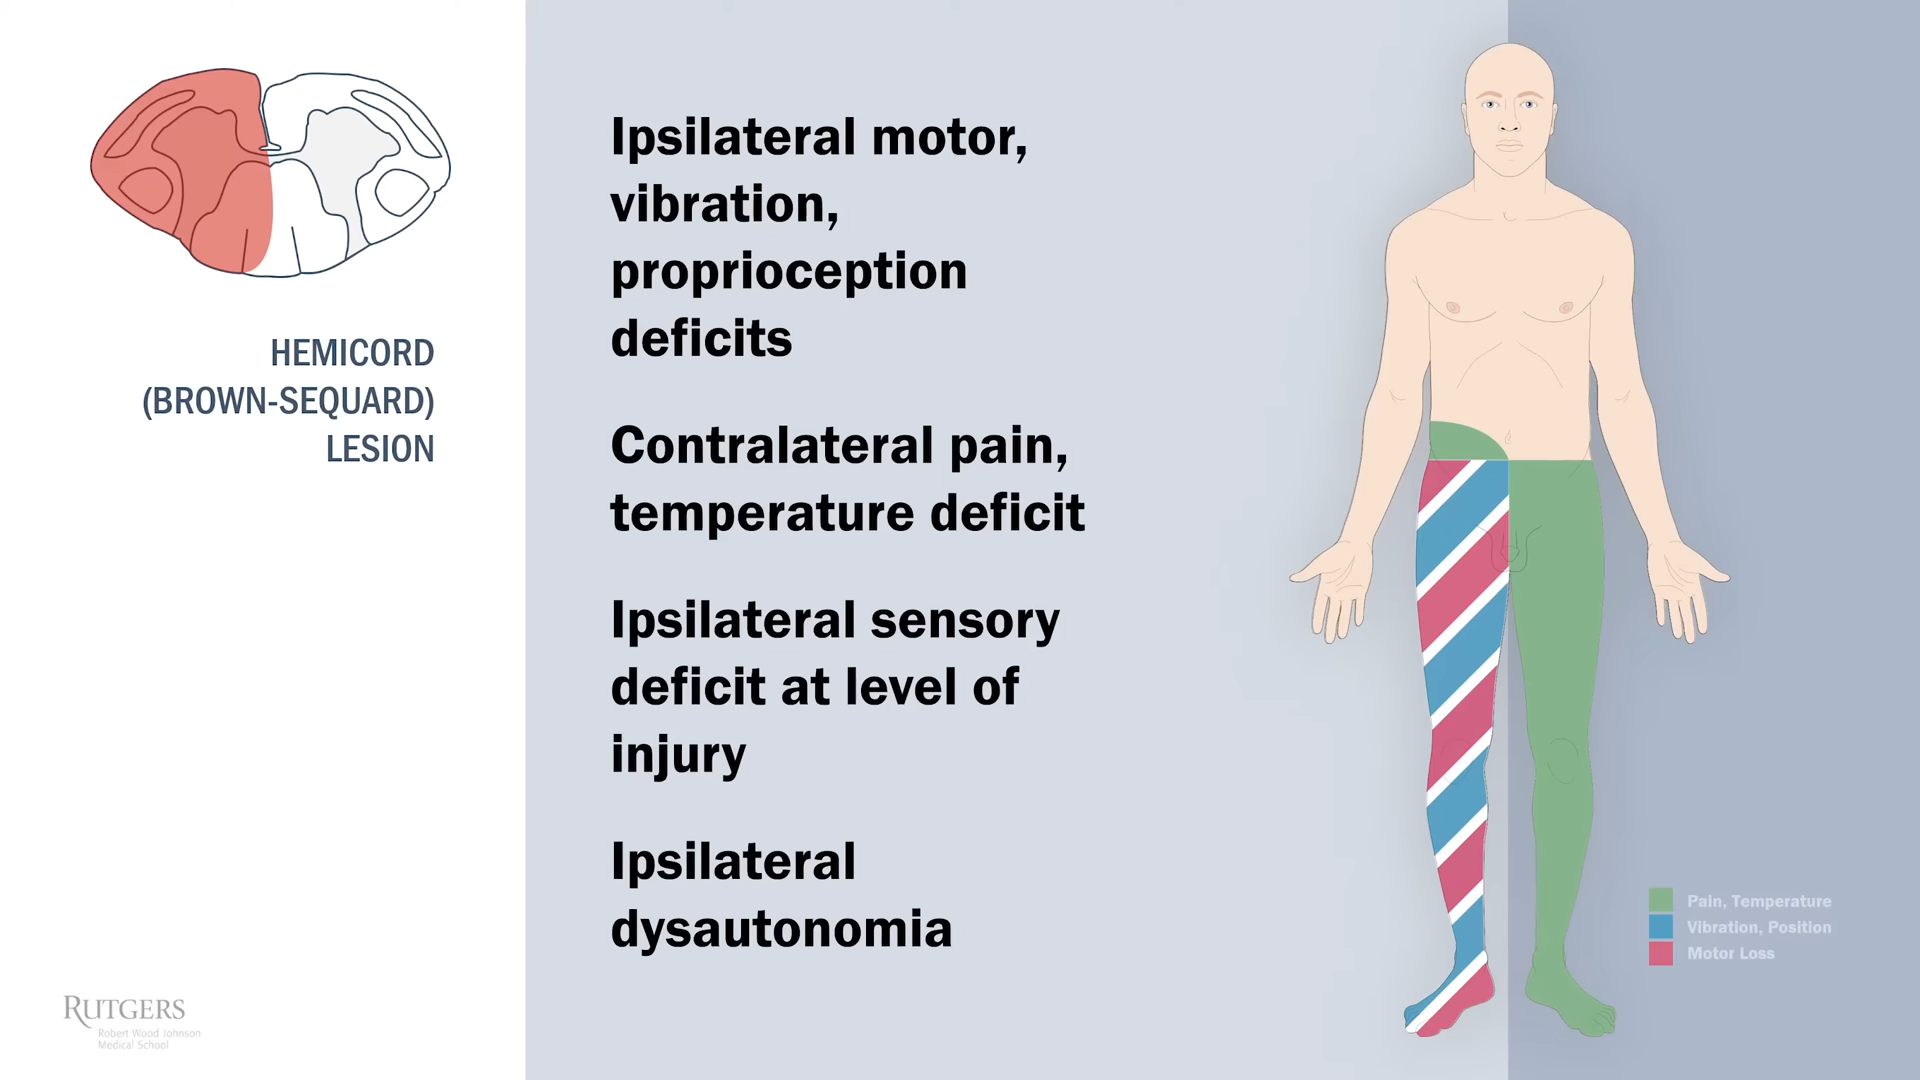 HEMICORD
(BROWN-SEQUARD)
LESION
Ipsilateral motor,
vibration,
proprioception
deficits
Contralateral pain,
temperature deficit
Ipsilateral sensory
deficit at level of
injury
Ipsilateral
dysautonomia
Pain, Temperature
Vibration, Position
Motor Loss
RUTGERS
Robert Wood Johnson
Medical School